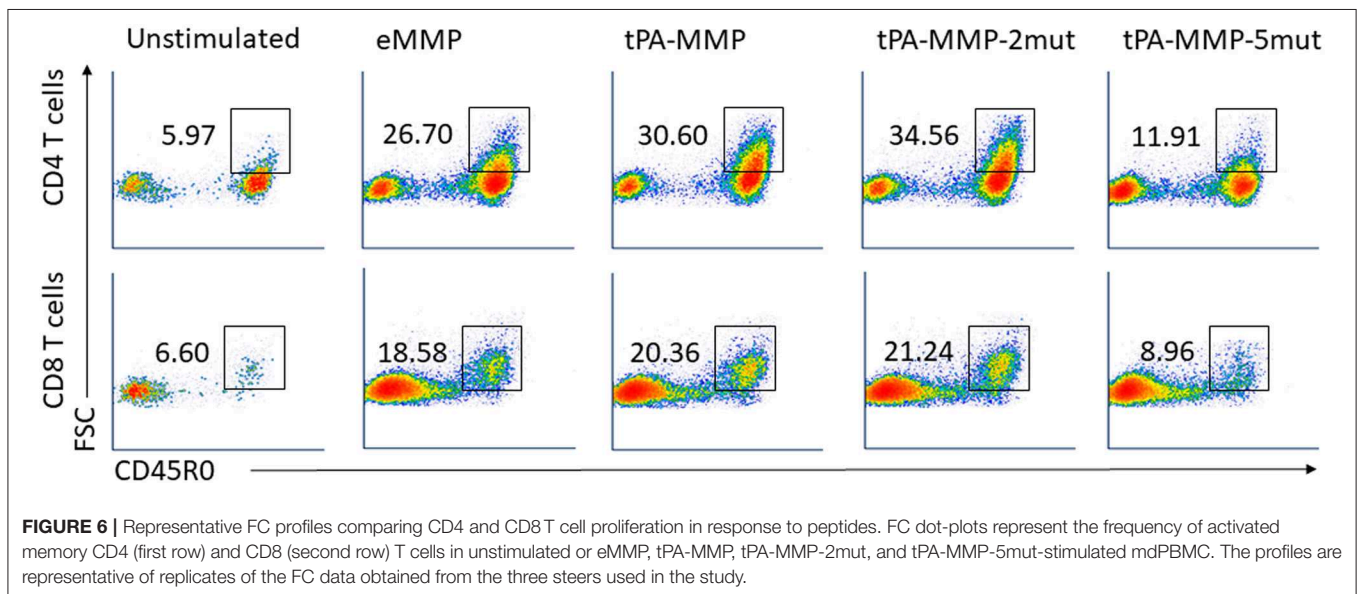 Unstimulated eMMP tPA-MMP tPA-MMP-2mut tPA-MMP-5mut
CD4 T cells
5.97 26.70 30.60 34.56 11.91
CD8 T cells
6.60 18.58 20.36 21.24 8.96
FSC
CD45R0
FIGURE 6 | Representative FC profiles comparing CD4 and CD8 T cell proliferation in response to peptides. FC dot-plots represent the frequency of activated
memory CD4 (first row) and CD8 (second row) T cells in unstimulated or eMMP, tPA-MMP, tPA-MMP-2mut, and tPA-MMP-5mut-stimulated mdPBMC. The profiles are
representative of replicates of the FC data obtained from the three steers used in the study.